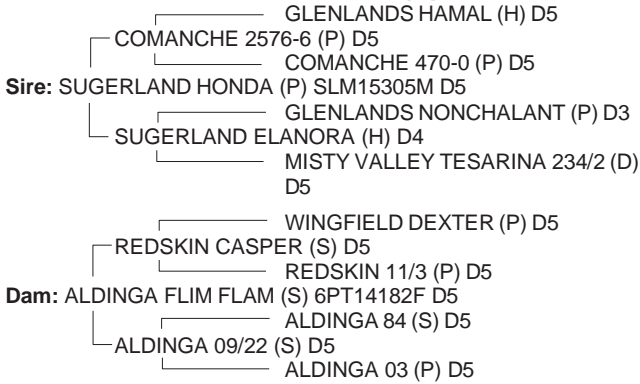 GLENLANDS HAMAL (H) D5
COMANCHE 2576-6 (P) D5
COMANCHE 470-0 (P) D5
Sire: SUGERLAND HONDA (P) SLM15305M D5
GLENLANDS NONCHALANT (P) D3
SUGERLAND ELANORA (H) D4
MISTY VALLEY TESARINA 234/2 (D)
D5
WINGFIELD DEXTER (P) D5
REDSKIN CASPER (S) D5
REDSKIN 11/3 (P) D5
Dam: ALDINGA FLIM FLAM (S) 6PT14182F D5
ALDINGA 84 (S) D5
ALDINGA 09/22 (S) D5
ALDINGA 03 (P) D5